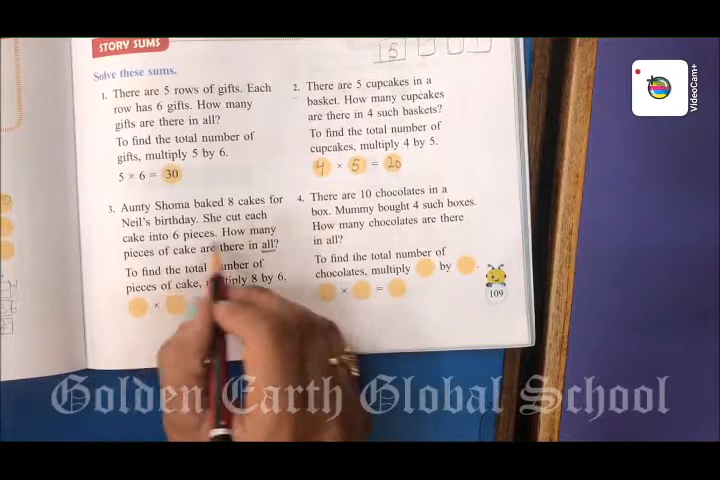 STORY SUMS
Solve these sums.
1. There are 5 rows of gifts. Each
row has 6 gifts. How many
gifts are there in all?
To find the total number of
gifts, multiply 5 by 6.
5 × 6 = 30
2. There are 5 cupcakes in a
basket. How many cupcakes
are there in 4 such baskets?
To find the total number of
cupcakes, multiply 4 by 5.
4 × 5 = 20
3. Aunty Shoma baked 8 cakes for
Neil's birthday. She cut each
cake into 6 pieces. How many
pieces of cake are there in all?
To find the total number of
pieces of cake, multiply 8 by 6.
×
4. There are 10 chocolates in a
box. Mummy bought 4 such boxes.
How many chocolates are there
in all?
To find the total number of
chocolates, multiply by .
× =
109
VideoCam+
Golden Earth Global School